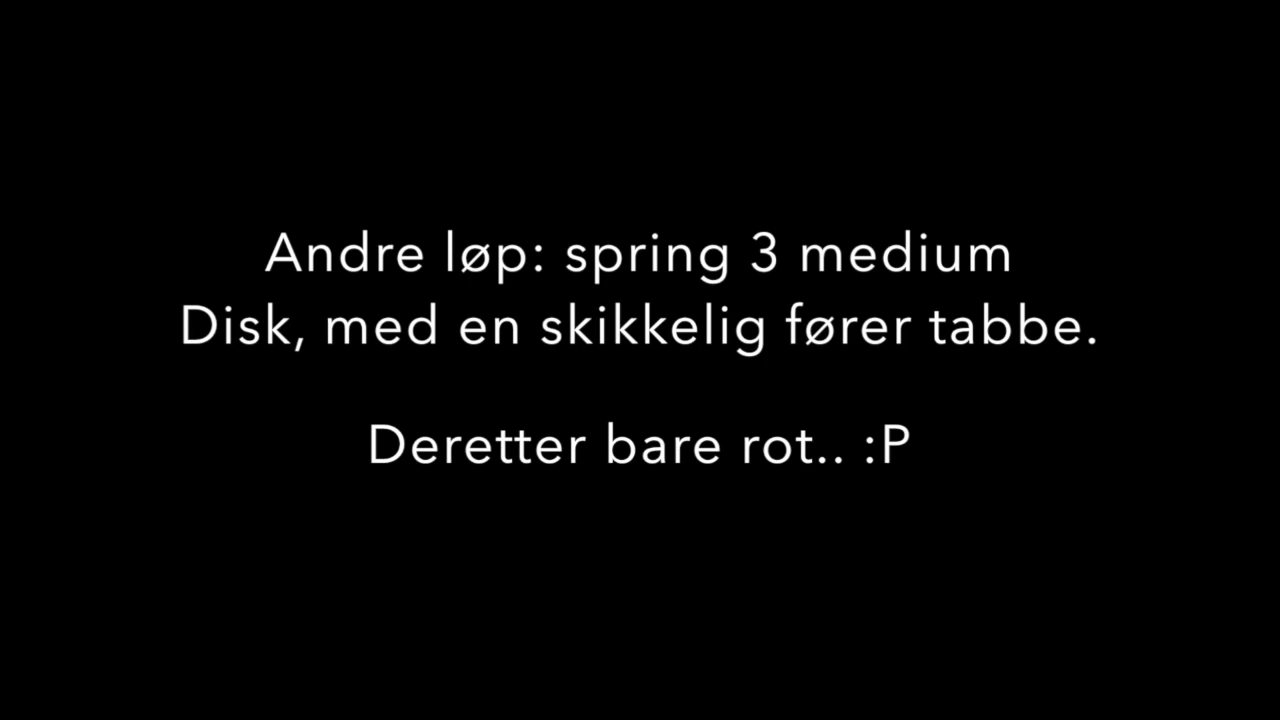 Andre løp: spring 3 medium
Disk, med en skikkelig fører tabbe.
Deretter bare rot.. :P